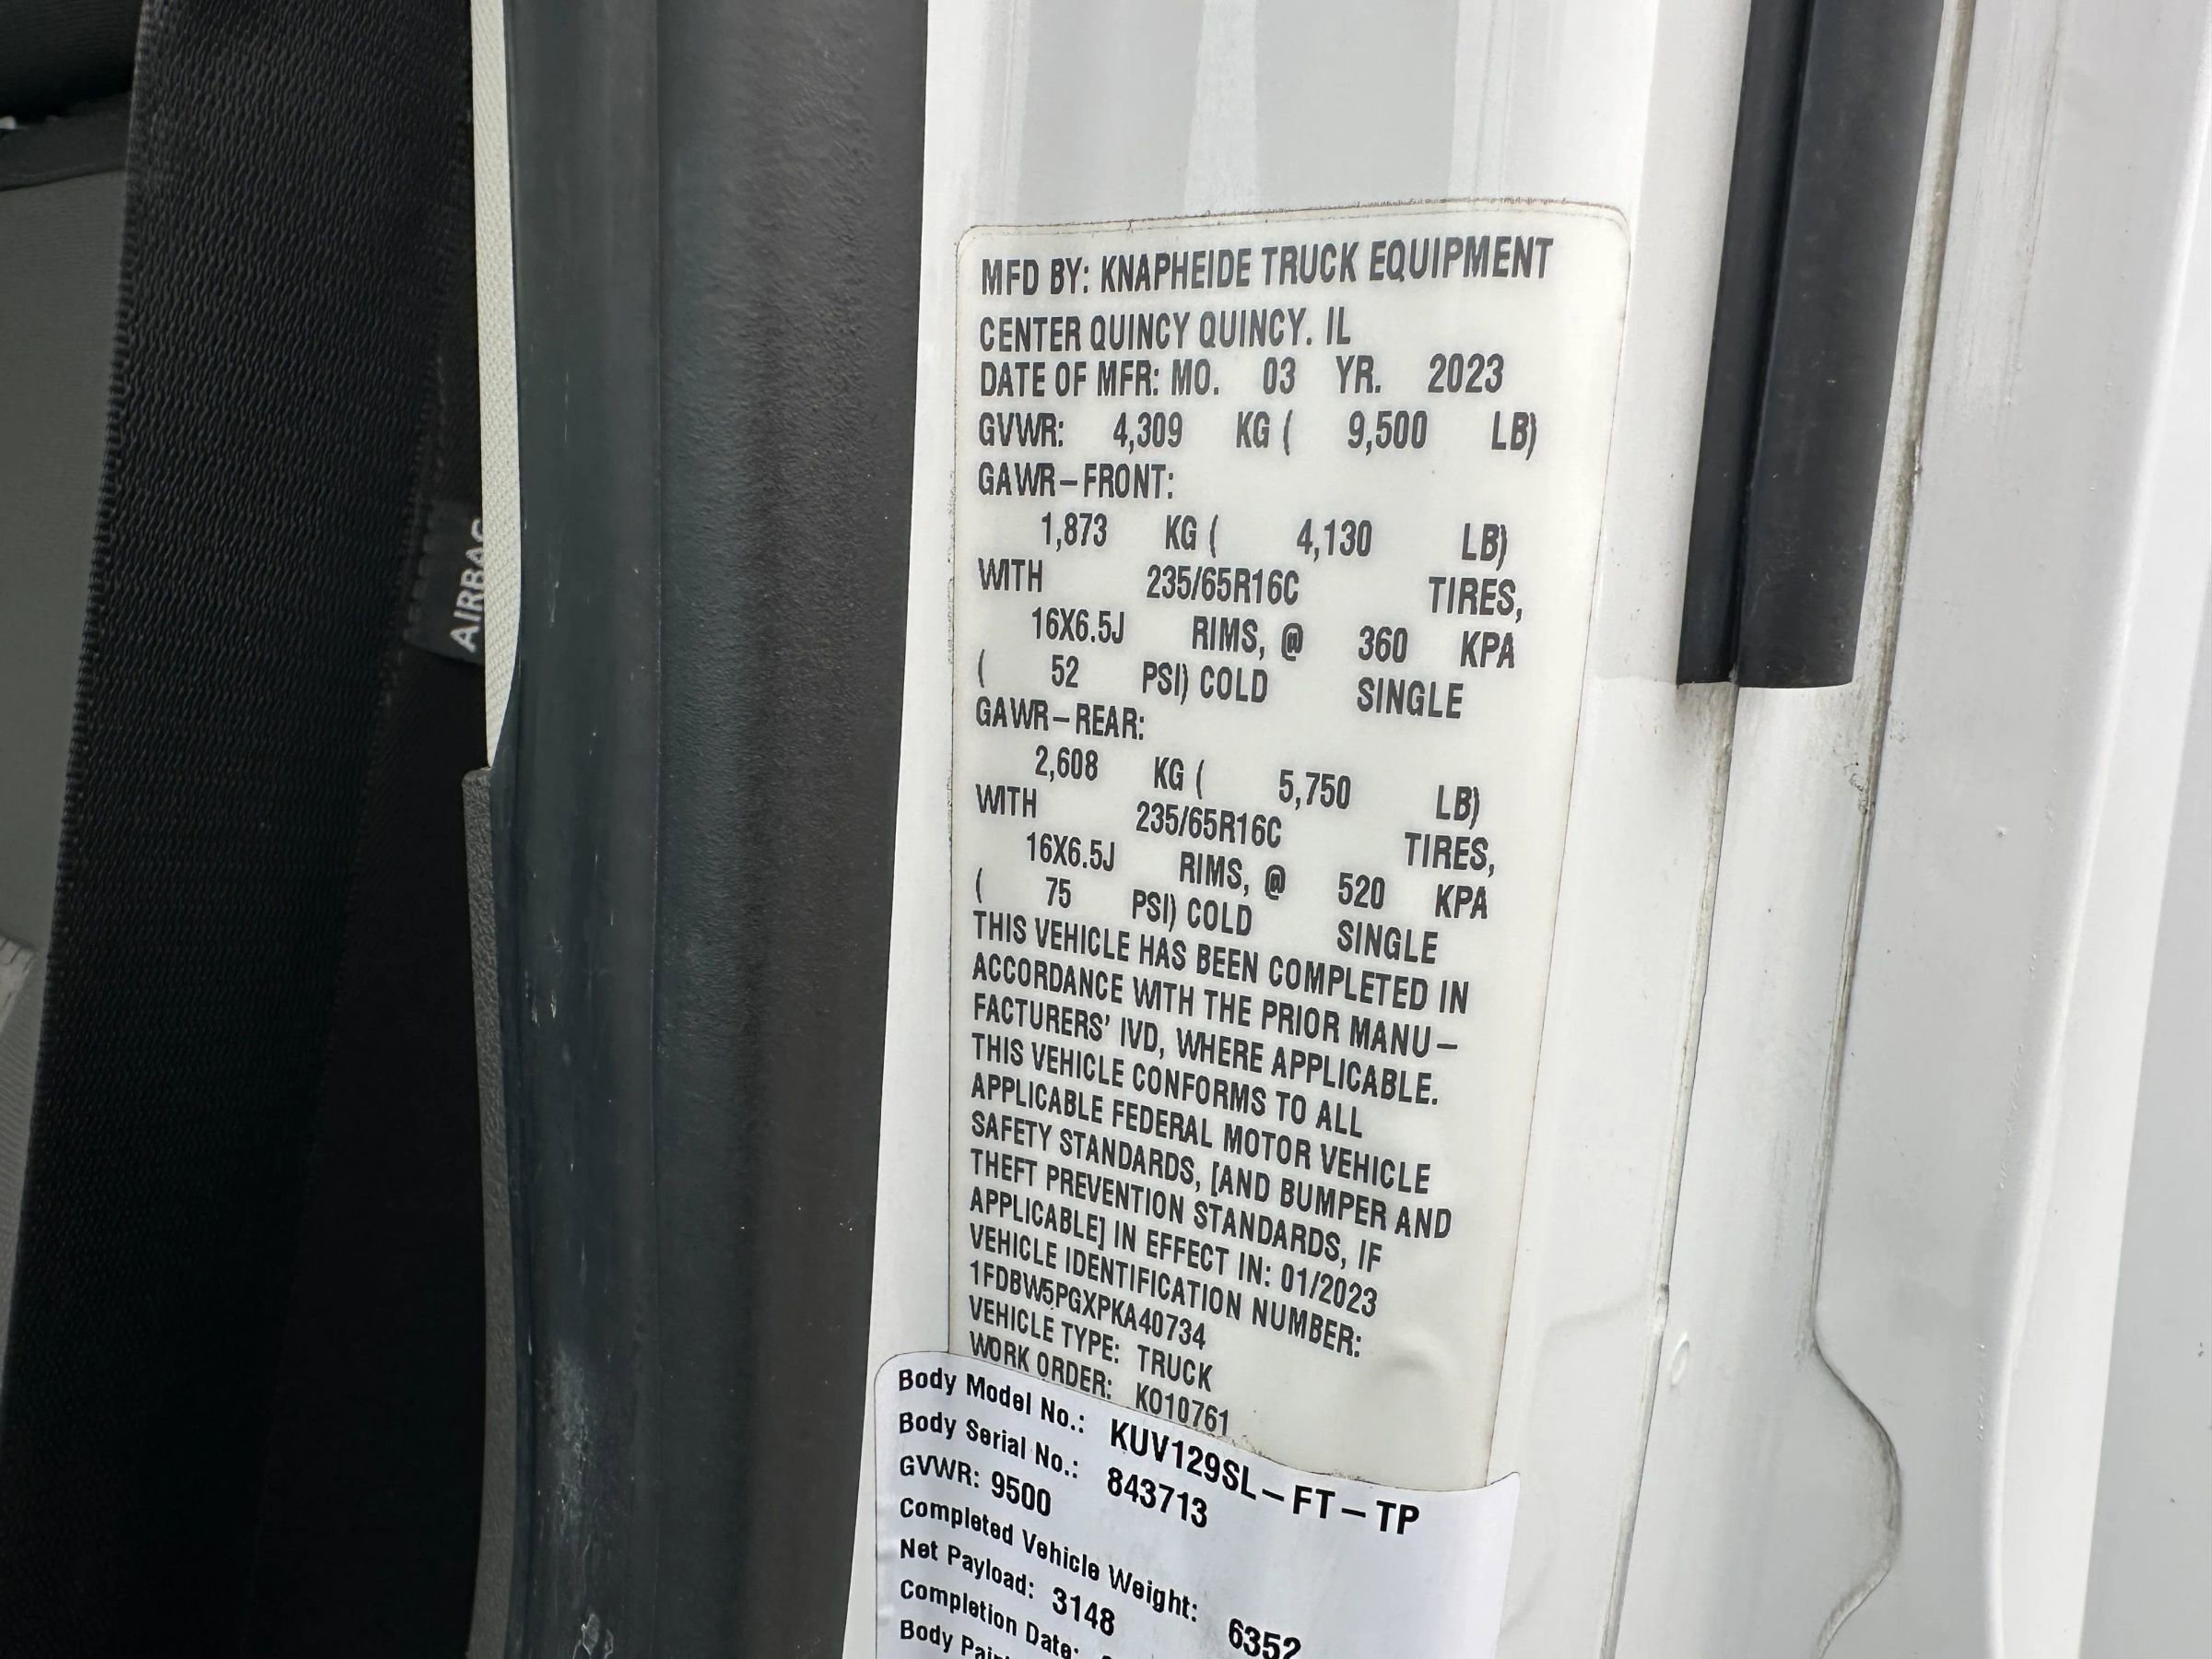 AIRBAG
MFD BY: KNAPHEIDE TRUCK EQUIPMENT
CENTER QUINCY QUINCY. IL
DATE OF MFR: MO. 03 YR. 2023
GVWR: 4,309 KG ( 9,500 LB)
GAWR-FRONT:
1,873 KG ( 4,130 LB)
WITH 235/65R16C TIRES,
16X6.5J RIMS, @ 360 KPA
( 52 PSI) COLD SINGLE
GAWR-REAR:
2,608 KG ( 5,750 LB)
WITH 235/65R16C TIRES,
16X6.5J RIMS, @ 520 KPA
( 75 PSI) COLD SINGLE
THIS VEHICLE HAS BEEN COMPLETED IN
ACCORDANCE WITH THE PRIOR MANU-
FACTURERS' IVD, WHERE APPLICABLE.
THIS VEHICLE CONFORMS TO ALL
APPLICABLE FEDERAL MOTOR VEHICLE
SAFETY STANDARDS, [AND BUMPER AND
THEFT PREVENTION STANDARDS, IF
APPLICABLE] IN EFFECT IN: 01/2023
VEHICLE IDENTIFICATION NUMBER:
1FDBW5PGXPKA40734
VEHICLE TYPE: TRUCK
WORK ORDER: KO10761
Body Model No.: KUV129SL-FT-TP
Body Serial No.: 843713
GVWR: 9500
Completed Vehicle Weight: 6352
Net Payload: 3148
Completion Date:
Body